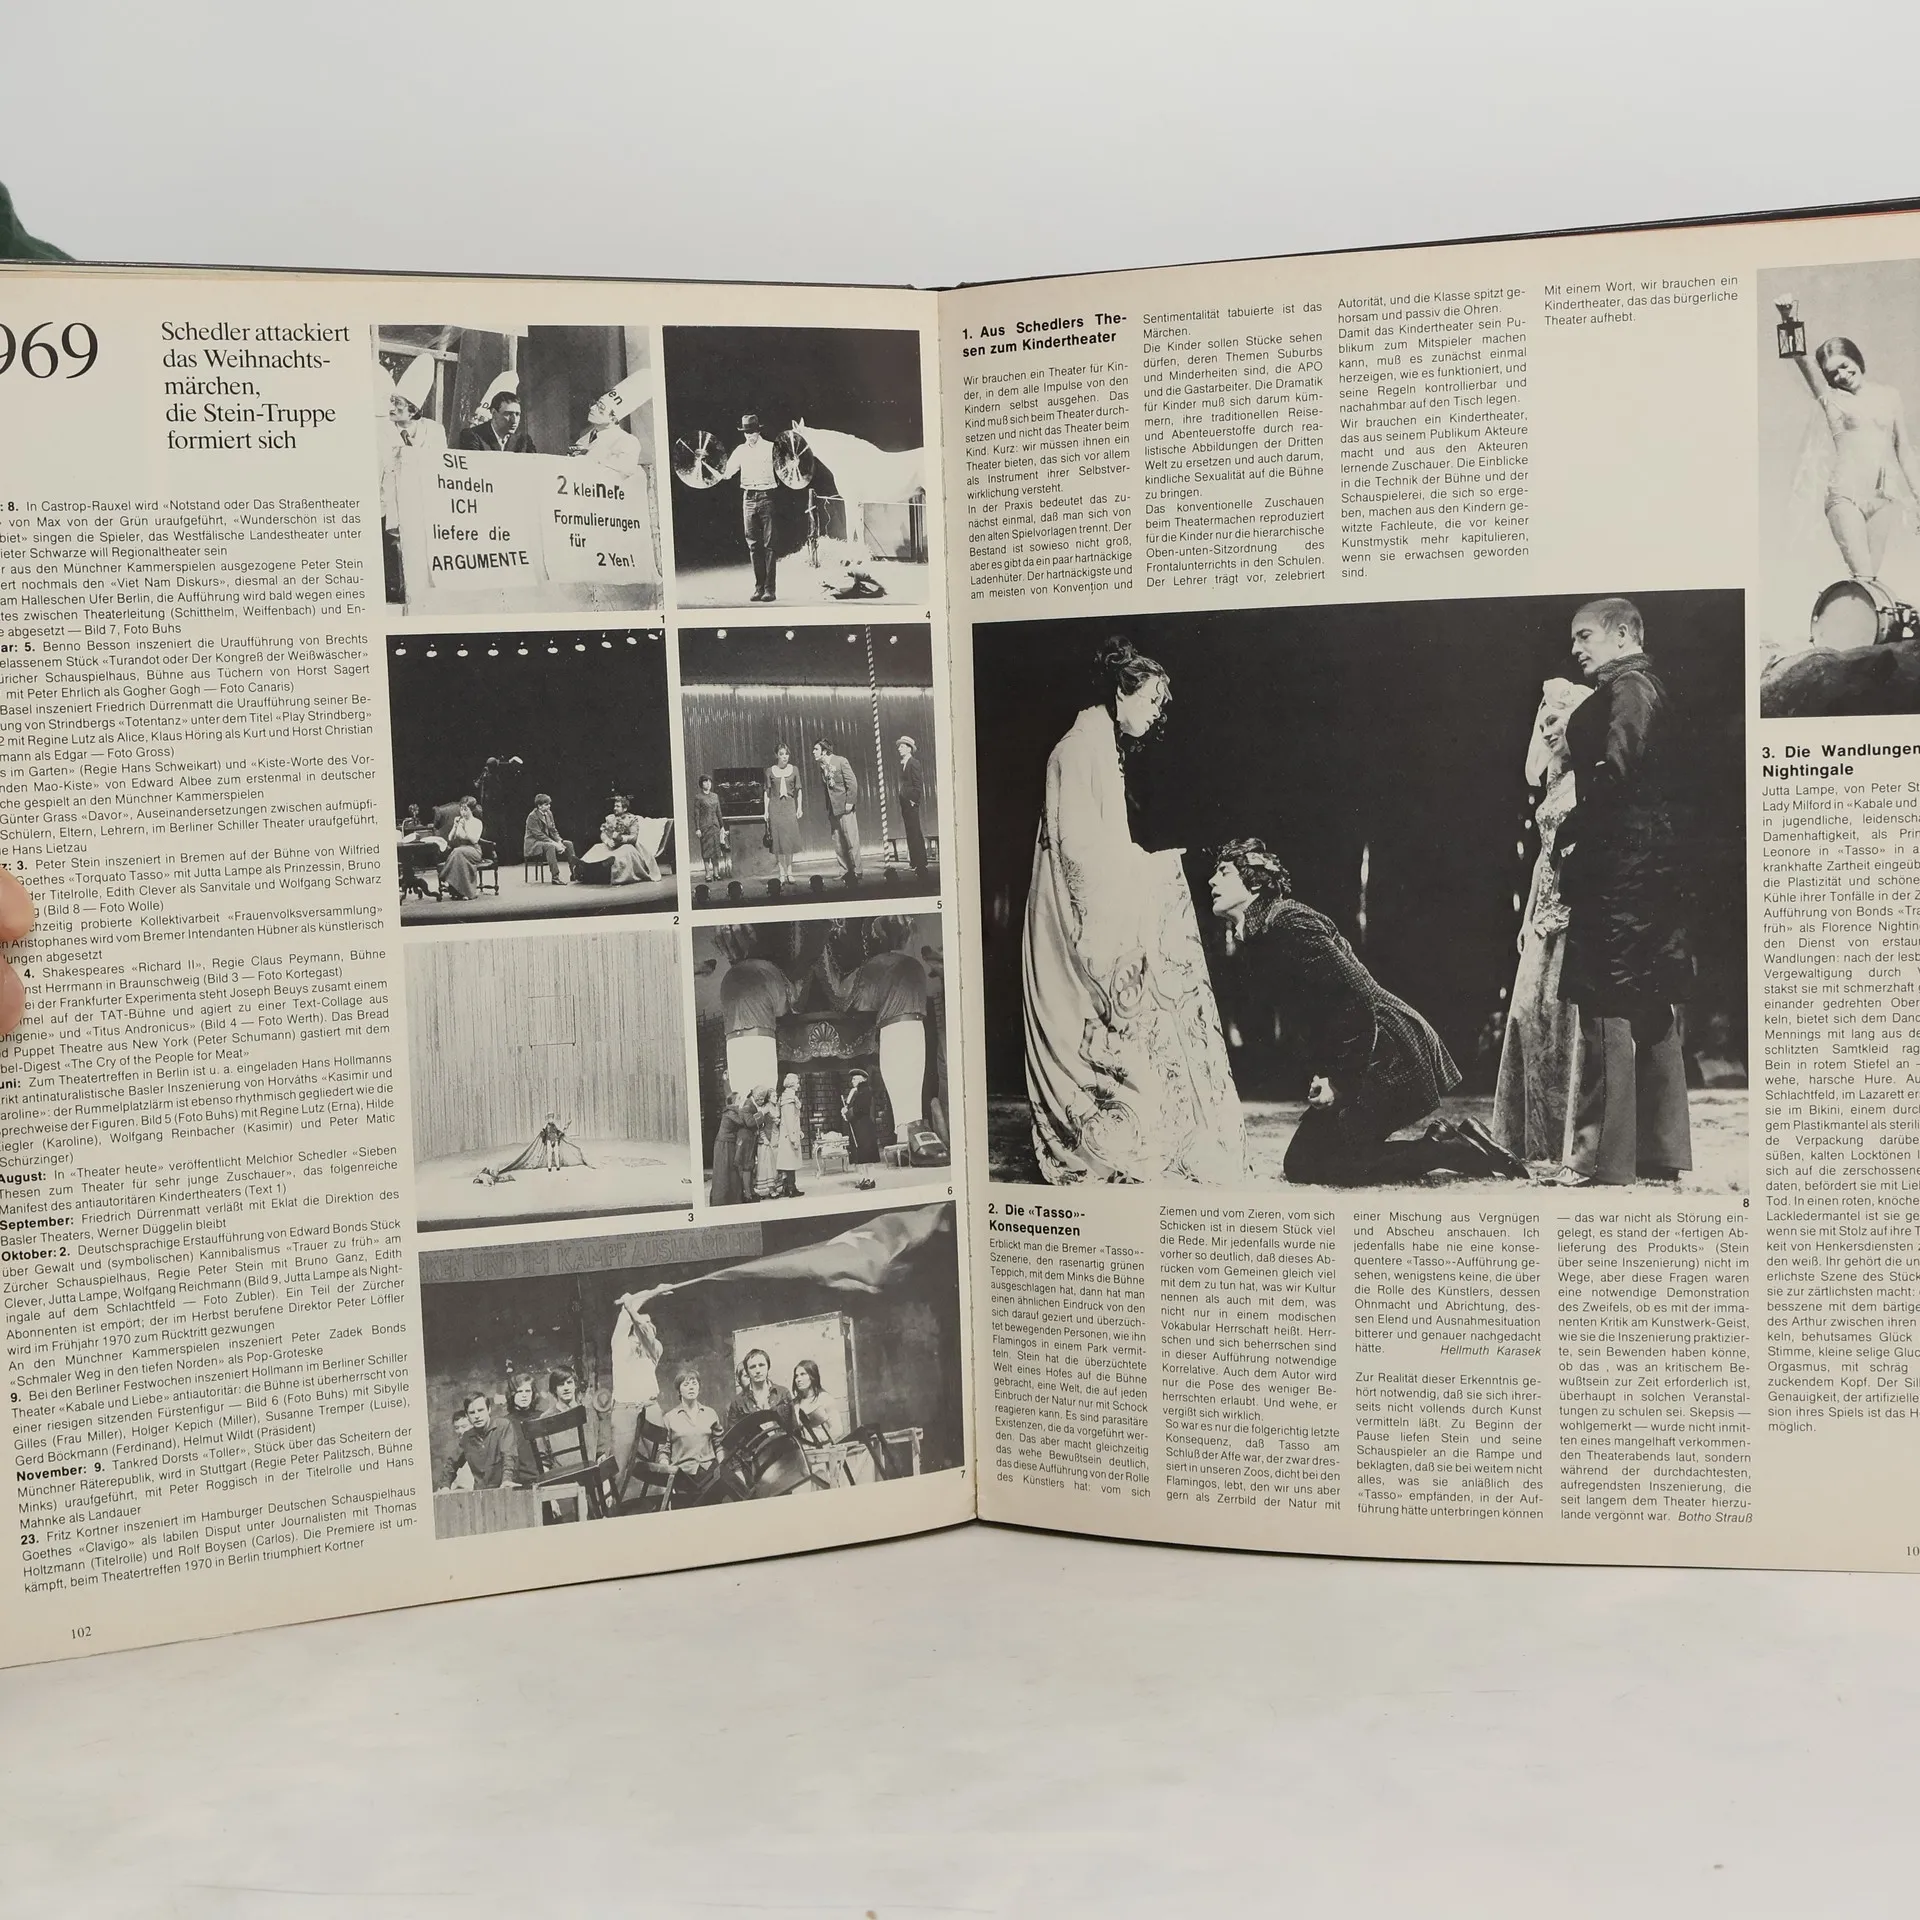 969
Schedler attackiert
das Weihnachts-
märchen,
die Stein-Truppe
formiert sich
: 8. In Castrop-Rauxel wird «Notstand oder Das Straßentheater
von Max von der Grün uraufgeführt, «Wunderschön ist das
biet» singen die Spieler, das Westfälische Landestheater unter
ieter Schwarze will Regionaltheater sein
r aus den Münchner Kammerspielen ausgezogene Peter Stein
ert nochmals den «Viet Nam Diskurs», diesmal an der Schau-
am Halleschen Ufer Berlin, die Aufführung wird bald wegen eines
tes zwischen Theaterleitung (Schitthelm, Weiffenbach) und En-
e abgesetzt — Bild 7, Foto Buhs
ar: 5. Benno Besson inszeniert die Uraufführung von Brechts
elassenem Stück «Turandot oder Der Kongreß der Weißwäscher»
üricher Schauspielhaus, Bühne aus Tüchern von Horst Sagert
mit Peter Ehrlich als Gogher Gogh — Foto Canaris)
Basel inszeniert Friedrich Dürrenmatt die Uraufführung seiner Be-
ung von Strindbergs «Totentanz» unter dem Titel «Play Strindberg»
2 mit Regine Lutz als Alice, Klaus Höring als Kurt und Horst Christian
mann als Edgar — Foto Gross)
s im Garten» (Regie Hans Schweikart) und «Kiste-Worte des Vor-
nden Mao-Kiste» von Edward Albee zum erstenmal in deutscher
che gespielt an den Münchner Kammerspielen
Günter Grass «Davor», Auseinandersetzungen zwischen aufmüpfi-
Schülern, Eltern, Lehrern, im Berliner Schiller Theater uraufgeführt,
e Hans Lietzau
z: 3. Peter Stein inszeniert in Bremen auf der Bühne von Wilfried
Goethes «Torquato Tasso» mit Jutta Lampe als Prinzessin, Bruno
der Titelrolle, Edith Clever als Sanvitale und Wolfgang Schwarz
g (Bild 8 — Foto Wolle)
chzeitig probierte Kollektivarbeit «Frauenvolksversammlung»
n Aristophanes wird vom Bremer Intendanten Hübner als künstlerisch
ungen abgesetzt
4. Shakespeares «Richard II», Regie Claus Peymann, Bühne
nst Herrmann in Braunschweig (Bild 3 — Foto Kortegast)
ei der Frankfurter Experimenta steht Joseph Beuys zusamt einem
mel auf der TAT-Bühne und agiert zu einer Text-Collage aus
phigenie» und «Titus Andronicus» (Bild 4 — Foto Werth). Das Bread
d Puppet Theatre aus New York (Peter Schumann) gastiert mit dem
bel-Digest «The Cry of the People for Meat»
uni: Zum Theatertreffen in Berlin ist u. a. eingeladen Hans Hollmanns
rikt antinaturalistische Basler Inszenierung von Horváths «Kasimir und
aroline»: der Rummelplatzlärm ist ebenso rhythmisch gegliedert wie die
prechweise der Figuren. Bild 5 (Foto Buhs) mit Regine Lutz (Erna), Hilde
iegler (Karoline), Wolfgang Reinbacher (Kasimir) und Peter Matic
Schürzinger)
August: In «Theater heute» veröffentlicht Melchior Schedler «Sieben
Thesen zum Theater für sehr junge Zuschauer», das folgenreiche
Manifest des antiautoritären Kindertheaters (Text 1)
September: Friedrich Dürrenmatt verläßt mit Eklat die Direktion des
Basler Theaters, Werner Düggelin bleibt
Oktober: 2. Deutschsprachige Erstaufführung von Edward Bonds Stück
über Gewalt und (symbolischen) Kannibalismus «Trauer zu früh» am
Zürcher Schauspielhaus, Regie Peter Stein mit Bruno Ganz, Edith
Clever, Jutta Lampe, Wolfgang Reichmann (Bild 9, Jutta Lampe als Night-
ingale auf dem Schlachtfeld — Foto Zubler). Ein Teil der Zürcher
Abonnenten ist empört; der im Herbst berufene Direktor Peter Löffler
wird im Frühjahr 1970 zum Rücktritt gezwungen
An den Münchner Kammerspielen inszeniert Peter Zadek Bonds
«Schmaler Weg in den tiefen Norden» als Pop-Groteske
9. Bei den Berliner Festwochen inszeniert Hollmann im Berliner Schiller
Theater «Kabale und Liebe» antiautoritär: die Bühne ist überherrscht von
einer riesigen sitzenden Fürstenfigur — Bild 6 (Foto Buhs) mit Sibylle
Gilles (Frau Miller), Holger Kepich (Miller), Susanne Tremper (Luise),
Gerd Böckmann (Ferdinand), Helmut Wildt (Präsident)
November: 9. Tankred Dorsts «Toller», Stück über das Scheitern der
Münchner Räterepublik, wird in Stuttgart (Regie Peter Palitzsch, Bühne
Minks) uraufgeführt, mit Peter Roggisch in der Titelrolle und Hans
Mahnke als Landauer
23. Fritz Kortner inszeniert im Hamburger Deutschen Schauspielhaus
Goethes «Clavigo» als labilen Disput unter Journalisten mit Thomas
Holtzmann (Titelrolle) und Rolf Boysen (Carlos). Die Premiere ist um-
kämpft, beim Theatertreffen 1970 in Berlin triumphiert Kortner
102
SIE
handeln
ICH
liefere die
ARGUMENTE
2 kleinere
Formulierungen
für
2 Yen!
1
4
2
5
3
6
KEN UND IM KAMPF AUSHARREN
7
1. Aus Schedlers The-
sen zum Kindertheater
Wir brauchen ein Theater für Kin-
der, in dem alle Impulse von den
Kindern selbst ausgehen. Das
Kind muß sich beim Theater durch-
setzen und nicht das Theater beim
Kind. Kurz: wir müssen ihnen ein
Theater bieten, das sich vor allem
als Instrument ihrer Selbstver-
wirklichung versteht.
In der Praxis bedeutet das zu-
nächst einmal, daß man sich von
den alten Spielvorlagen trennt. Der
Bestand ist sowieso nicht groß,
aber es gibt da ein paar hartnäckige
Ladenhüter. Der hartnäckigste und
am meisten von Konvention und
Sentimentalität tabuierte ist das
Märchen.
Die Kinder sollen Stücke sehen
dürfen, deren Themen Suburbs
und Minderheiten sind, die APO
und die Gastarbeiter. Die Dramatik
für Kinder muß sich darum küm-
mern, ihre traditionellen Reise-
und Abenteuerstoffe durch rea-
listische Abbildungen der Dritten
Welt zu ersetzen und auch darum,
kindliche Sexualität auf die Bühne
zu bringen.
Das konventionelle Zuschauen
beim Theatermachen reproduziert
für die Kinder nur die hierarchische
Oben-unten-Sitzordnung des
Frontalunterrichts in den Schulen.
Der Lehrer trägt vor, zelebriert
Autorität, und die Klasse spitzt ge-
horsam und passiv die Ohren.
Damit das Kindertheater sein Pu-
blikum zum Mitspieler machen
kann, muß es zunächst einmal
herzeigen, wie es funktioniert, und
seine Regeln kontrollierbar und
nachahmbar auf den Tisch legen.
Wir brauchen ein Kindertheater,
das aus seinem Publikum Akteure
macht und aus den Akteuren
lernende Zuschauer. Die Einblicke
in die Technik der Bühne und der
Schauspielerei, die sich so erge-
ben, machen aus den Kindern ge-
witzte Fachleute, die vor keiner
Kunstmystik mehr kapitulieren,
wenn sie erwachsen geworden
sind.
Mit einem Wort, wir brauchen ein
Kindertheater, das das bürgerliche
Theater aufhebt.
8
2. Die «Tasso»-
Konsequenzen
Erblickt man die Bremer «Tasso»-
Szenerie, den rasenartig grünen
Teppich, mit dem Minks die Bühne
ausgeschlagen hat, dann hat man
einen ähnlichen Eindruck von den
sich darauf geziert und überzüch-
tet bewegenden Personen, wie ihn
Flamingos in einem Park vermit-
teln. Stein hat die überzüchtete
Welt eines Hofes auf die Bühne
gebracht, eine Welt, die auf jeden
Einbruch der Natur nur mit Schock
reagieren kann. Es sind parasitäre
Existenzen, die da vorgeführt wer-
den. Das aber macht gleichzeitig
das wehe Bewußtsein deutlich,
das diese Aufführung von der Rolle
des Künstlers hat: vom sich
Ziemen und vom Zieren, vom sich
Schicken ist in diesem Stück viel
die Rede. Mir jedenfalls wurde nie
vorher so deutlich, daß dieses Ab-
rücken vom Gemeinen gleich viel
mit dem zu tun hat, was wir Kultur
nennen als auch mit dem, was
nicht nur in einem modischen
Vokabular Herrschaft heißt. Herr-
schen und sich beherrschen sind
in dieser Aufführung notwendige
Korrelative. Auch dem Autor wird
nur die Pose des weniger Be-
herrschten erlaubt. Und wehe, er
vergißt sich wirklich.
So war es nur die folgerichtig letzte
Konsequenz, daß Tasso am
Schluß der Affe war, der zwar dres-
siert in unseren Zoos, dicht bei den
Flamingos, lebt, den wir uns aber
gern als Zerrbild der Natur mit
einer Mischung aus Vergnügen
und Abscheu anschauen. Ich
jedenfalls habe nie eine konse-
quentere «Tasso»-Aufführung ge-
sehen, wenigstens keine, die über
die Rolle des Künstlers, dessen
Ohnmacht und Abrichtung, des-
sen Elend und Ausnahmesituation
bitterer und genauer nachgedacht
hätte. Hellmuth Karasek
Zur Realität dieser Erkenntnis ge-
hört notwendig, daß sie sich ihrer-
seits nicht vollends durch Kunst
vermitteln läßt. Zu Beginn der
Pause liefen Stein und seine
Schauspieler an die Rampe und
beklagten, daß sie bei weitem nicht
alles, was sie anläßlich des
«Tasso» empfänden, in der Auf-
führung hätte unterbringen können
— das war nicht als Störung ein-
gelegt, es stand der «fertigen Ab-
lieferung des Produkts» (Stein
über seine Inszenierung) nicht im
Wege, aber diese Fragen waren
eine notwendige Demonstration
des Zweifels, ob es mit der imma-
nenten Kritik am Kunstwerk-Geist,
wie sie die Inszenierung praktizier-
te, sein Bewenden haben könne,
ob das , was an kritischem Be-
wußtsein zur Zeit erforderlich ist,
überhaupt in solchen Veranstal-
tungen zu schulen sei. Skepsis —
wohlgemerkt — wurde nicht inmit-
ten eines mangelhaft verkommen-
den Theaterabends laut, sondern
während der durchdachtesten,
aufregendsten Inszenierung, die
seit langem dem Theater hierzu-
lande vergönnt war. Botho Strauß
3. Die Wandlungen
Nightingale
Jutta Lampe, von Peter St
Lady Milford in «Kabale und
in jugendliche, leidenscha
Damenhaftigkeit, als Prin
Leonore in «Tasso» in a
krankhafte Zartheit eingeüb
die Plastizität und schöne
Kühle ihrer Tonfälle in der Z
Aufführung von Bonds «Tra
früh» als Florence Nightin
den Dienst von erstau
Wandlungen: nach der lesb
Vergewaltigung durch V
stakst sie mit schmerzhaft
einander gedrehten Ober
keln, bietet sich dem Danc
Mennings mit lang aus de
schlitzten Samtkleid rag
Bein in rotem Stiefel an —
wehe, harsche Hure. Au
Schlachtfeld, im Lazarett er
sie im Bikini, einem durc
gem Plastikmantel als sterili
de Verpackung darübe
süßen, kalten Locktönen
sich auf die zerschossene
daten, befördert sie mit Lie
Tod. In einen roten, knöche
Lackledermantel ist sie ge
wenn sie mit Stolz auf ihre T
keit von Henkersdiensten z
den weiß. Ihr gehört die un
erlichste Szene des Stück
sie zur zärtlichsten macht:
besszene mit dem bärtige
des Arthur zwischen ihren
keln, behutsames Glück
Stimme, kleine selige Gluc
Orgasmus, mit schräg
zuckendem Kopf. Der Sil
Genauigkeit, der artifizielle
sion ihres Spiels ist das H
möglich.
10